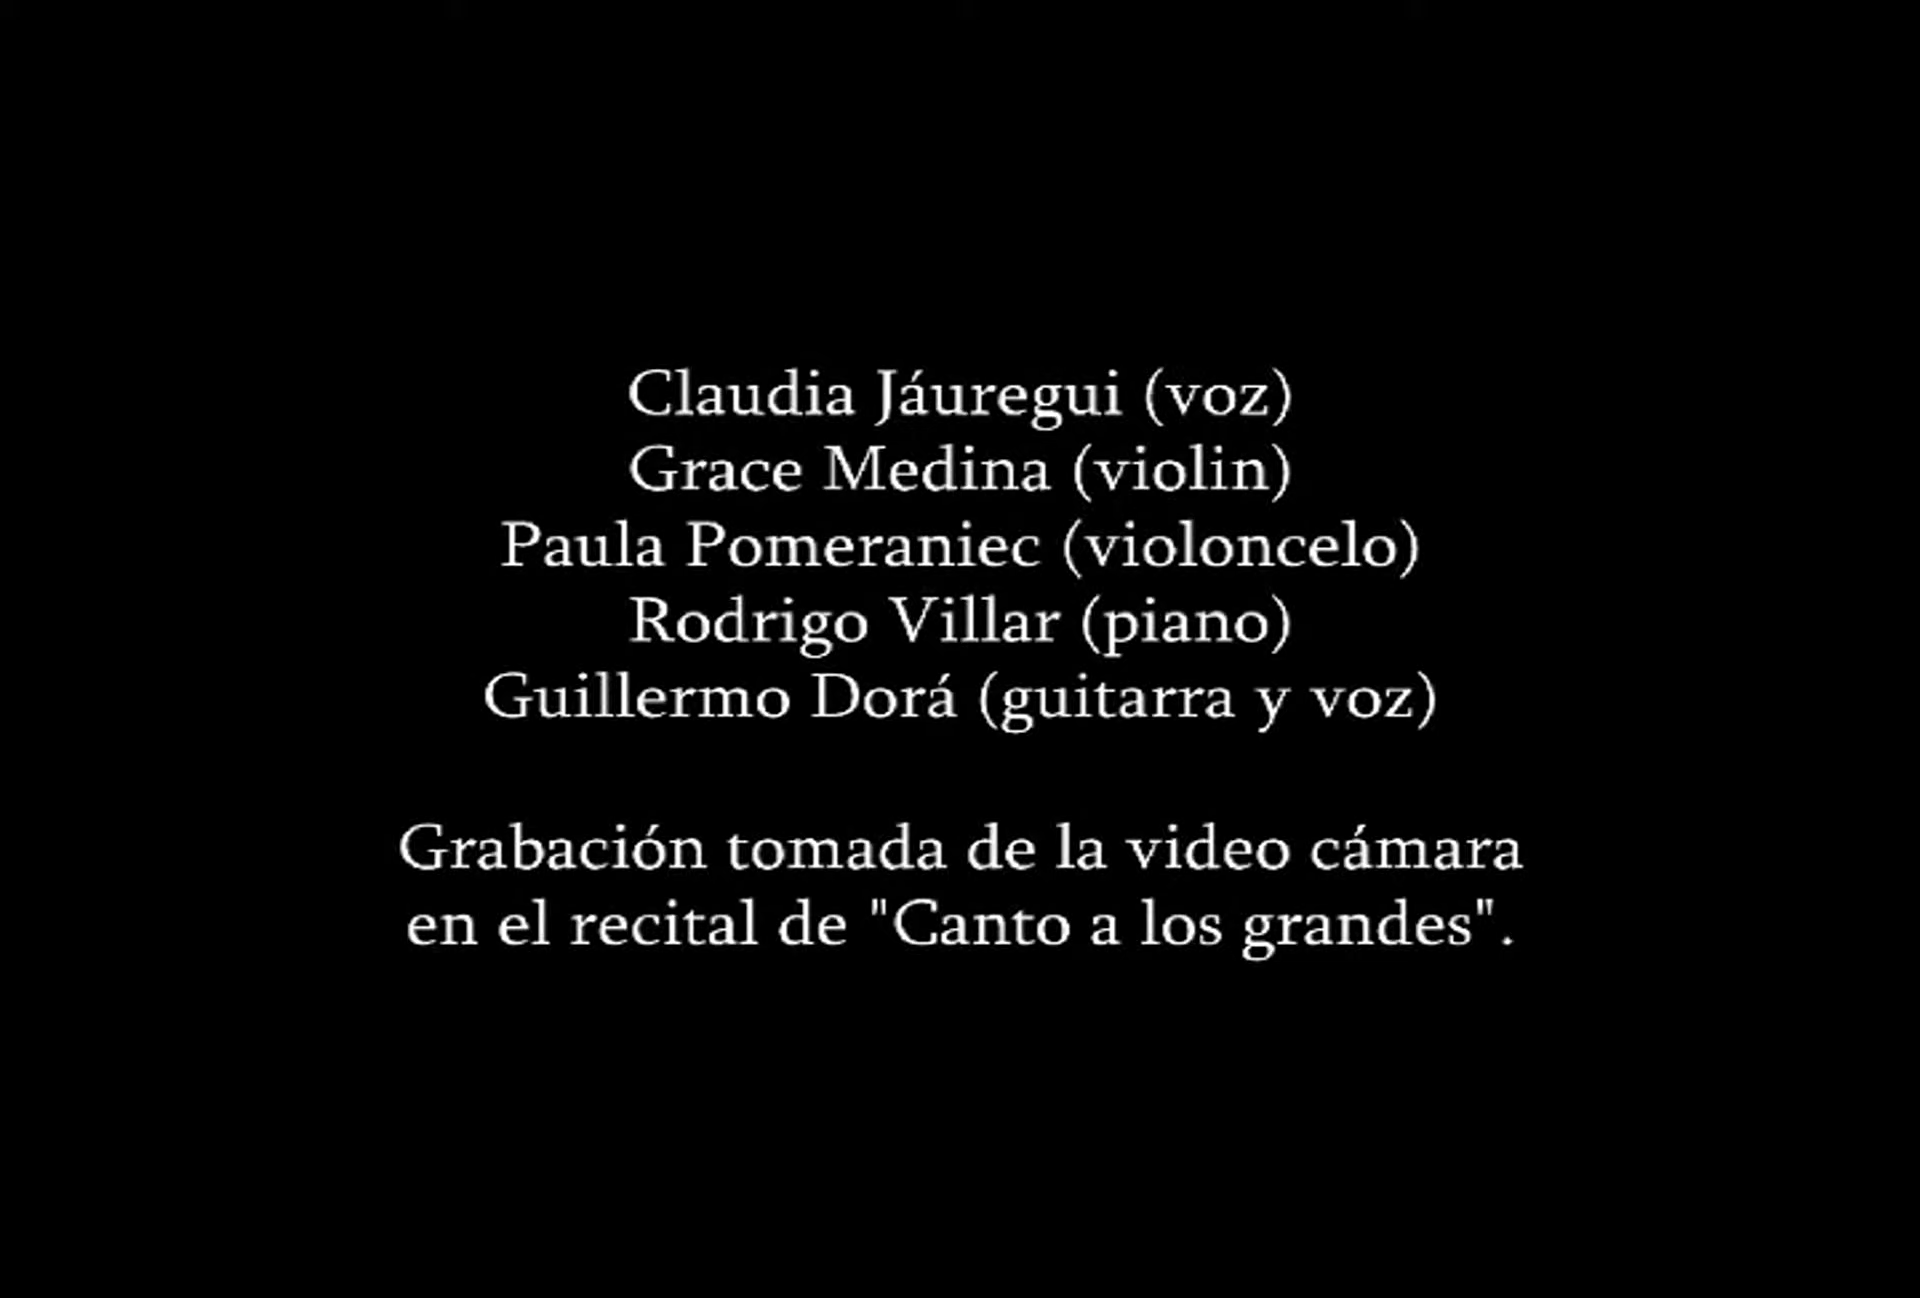 Claudia Jáuregui (voz)
Grace Medina (violin)
Paula Pomeraniec (violoncelo)
Rodrigo Villar (piano)
Guillermo Dorá (guitarra y voz)
Grabación tomada de la video cámara
en el recital de "Canto a los grandes".